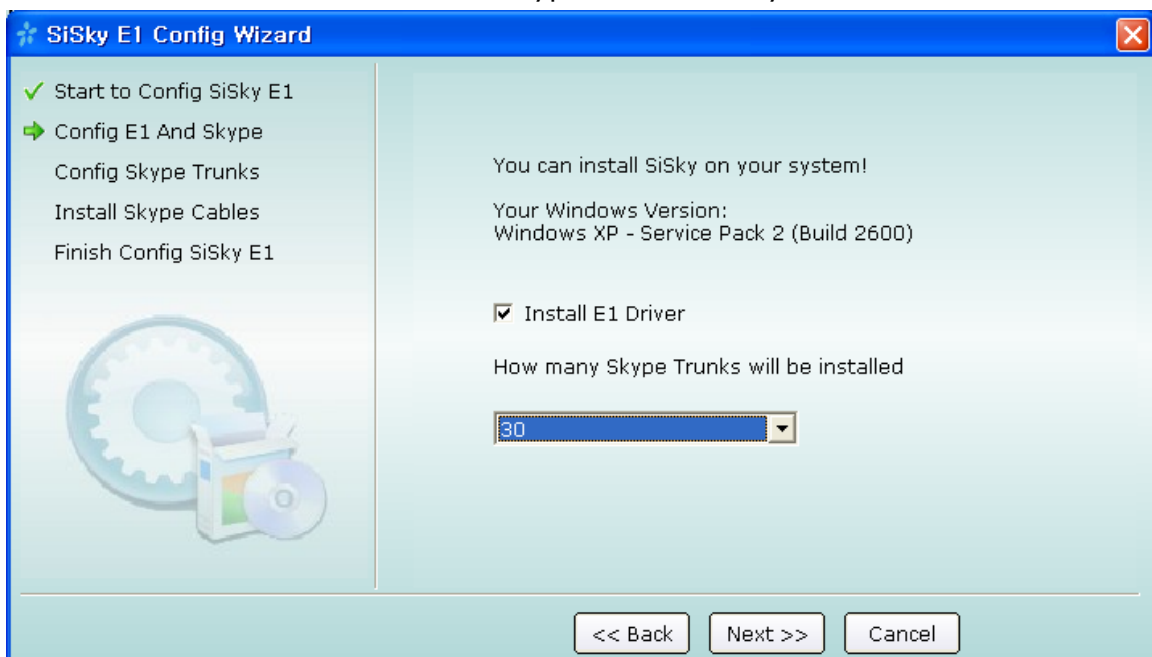 SiSky E1 Config Wizard
Start to Config SiSky E1
Config E1 And Skype
Config Skype Trunks
Install Skype Cables
Finish Config SiSky E1
You can install SiSky on your system!
Your Windows Version:
Windows XP - Service Pack 2 (Build 2600)
Install E1 Driver
How many Skype Trunks will be installed
30
<< Back
Next >>
Cancel